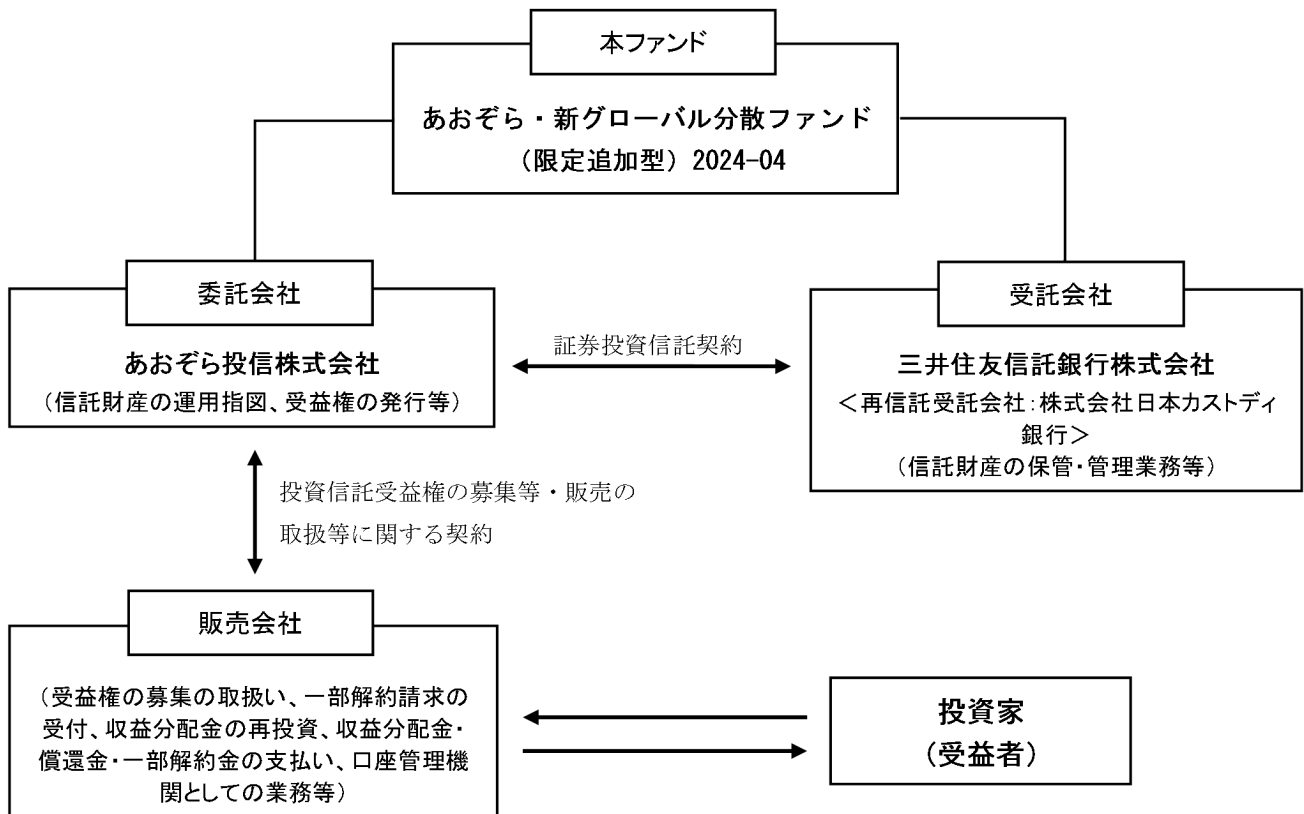 本ファンド
あおぞら・新グローバル分散ファンド
（限定追加型）2024-04
委託会社
あおぞら投信株式会社
（信託財産の運用指図、受益権の発行等）
証券投資信託契約
受託会社
三井住友信託銀行株式会社
＜再信託受託会社：株式会社日本カストディ
銀行＞
（信託財産の保管・管理業務等）
投資信託受益権の募集等・販売の
取扱等に関する契約
販売会社
（受益権の募集の取扱い、一部解約請求の
受付、収益分配金の再投資、収益分配金・
償還金・一部解約金の支払い、口座管理機
関としての業務等）
投資家
（受益者）